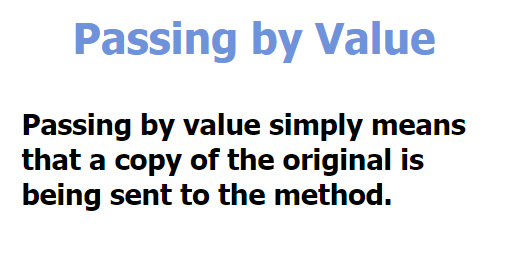 Passing by Value
Passing by value simply means
that a copy of the original is
being sent to the method.